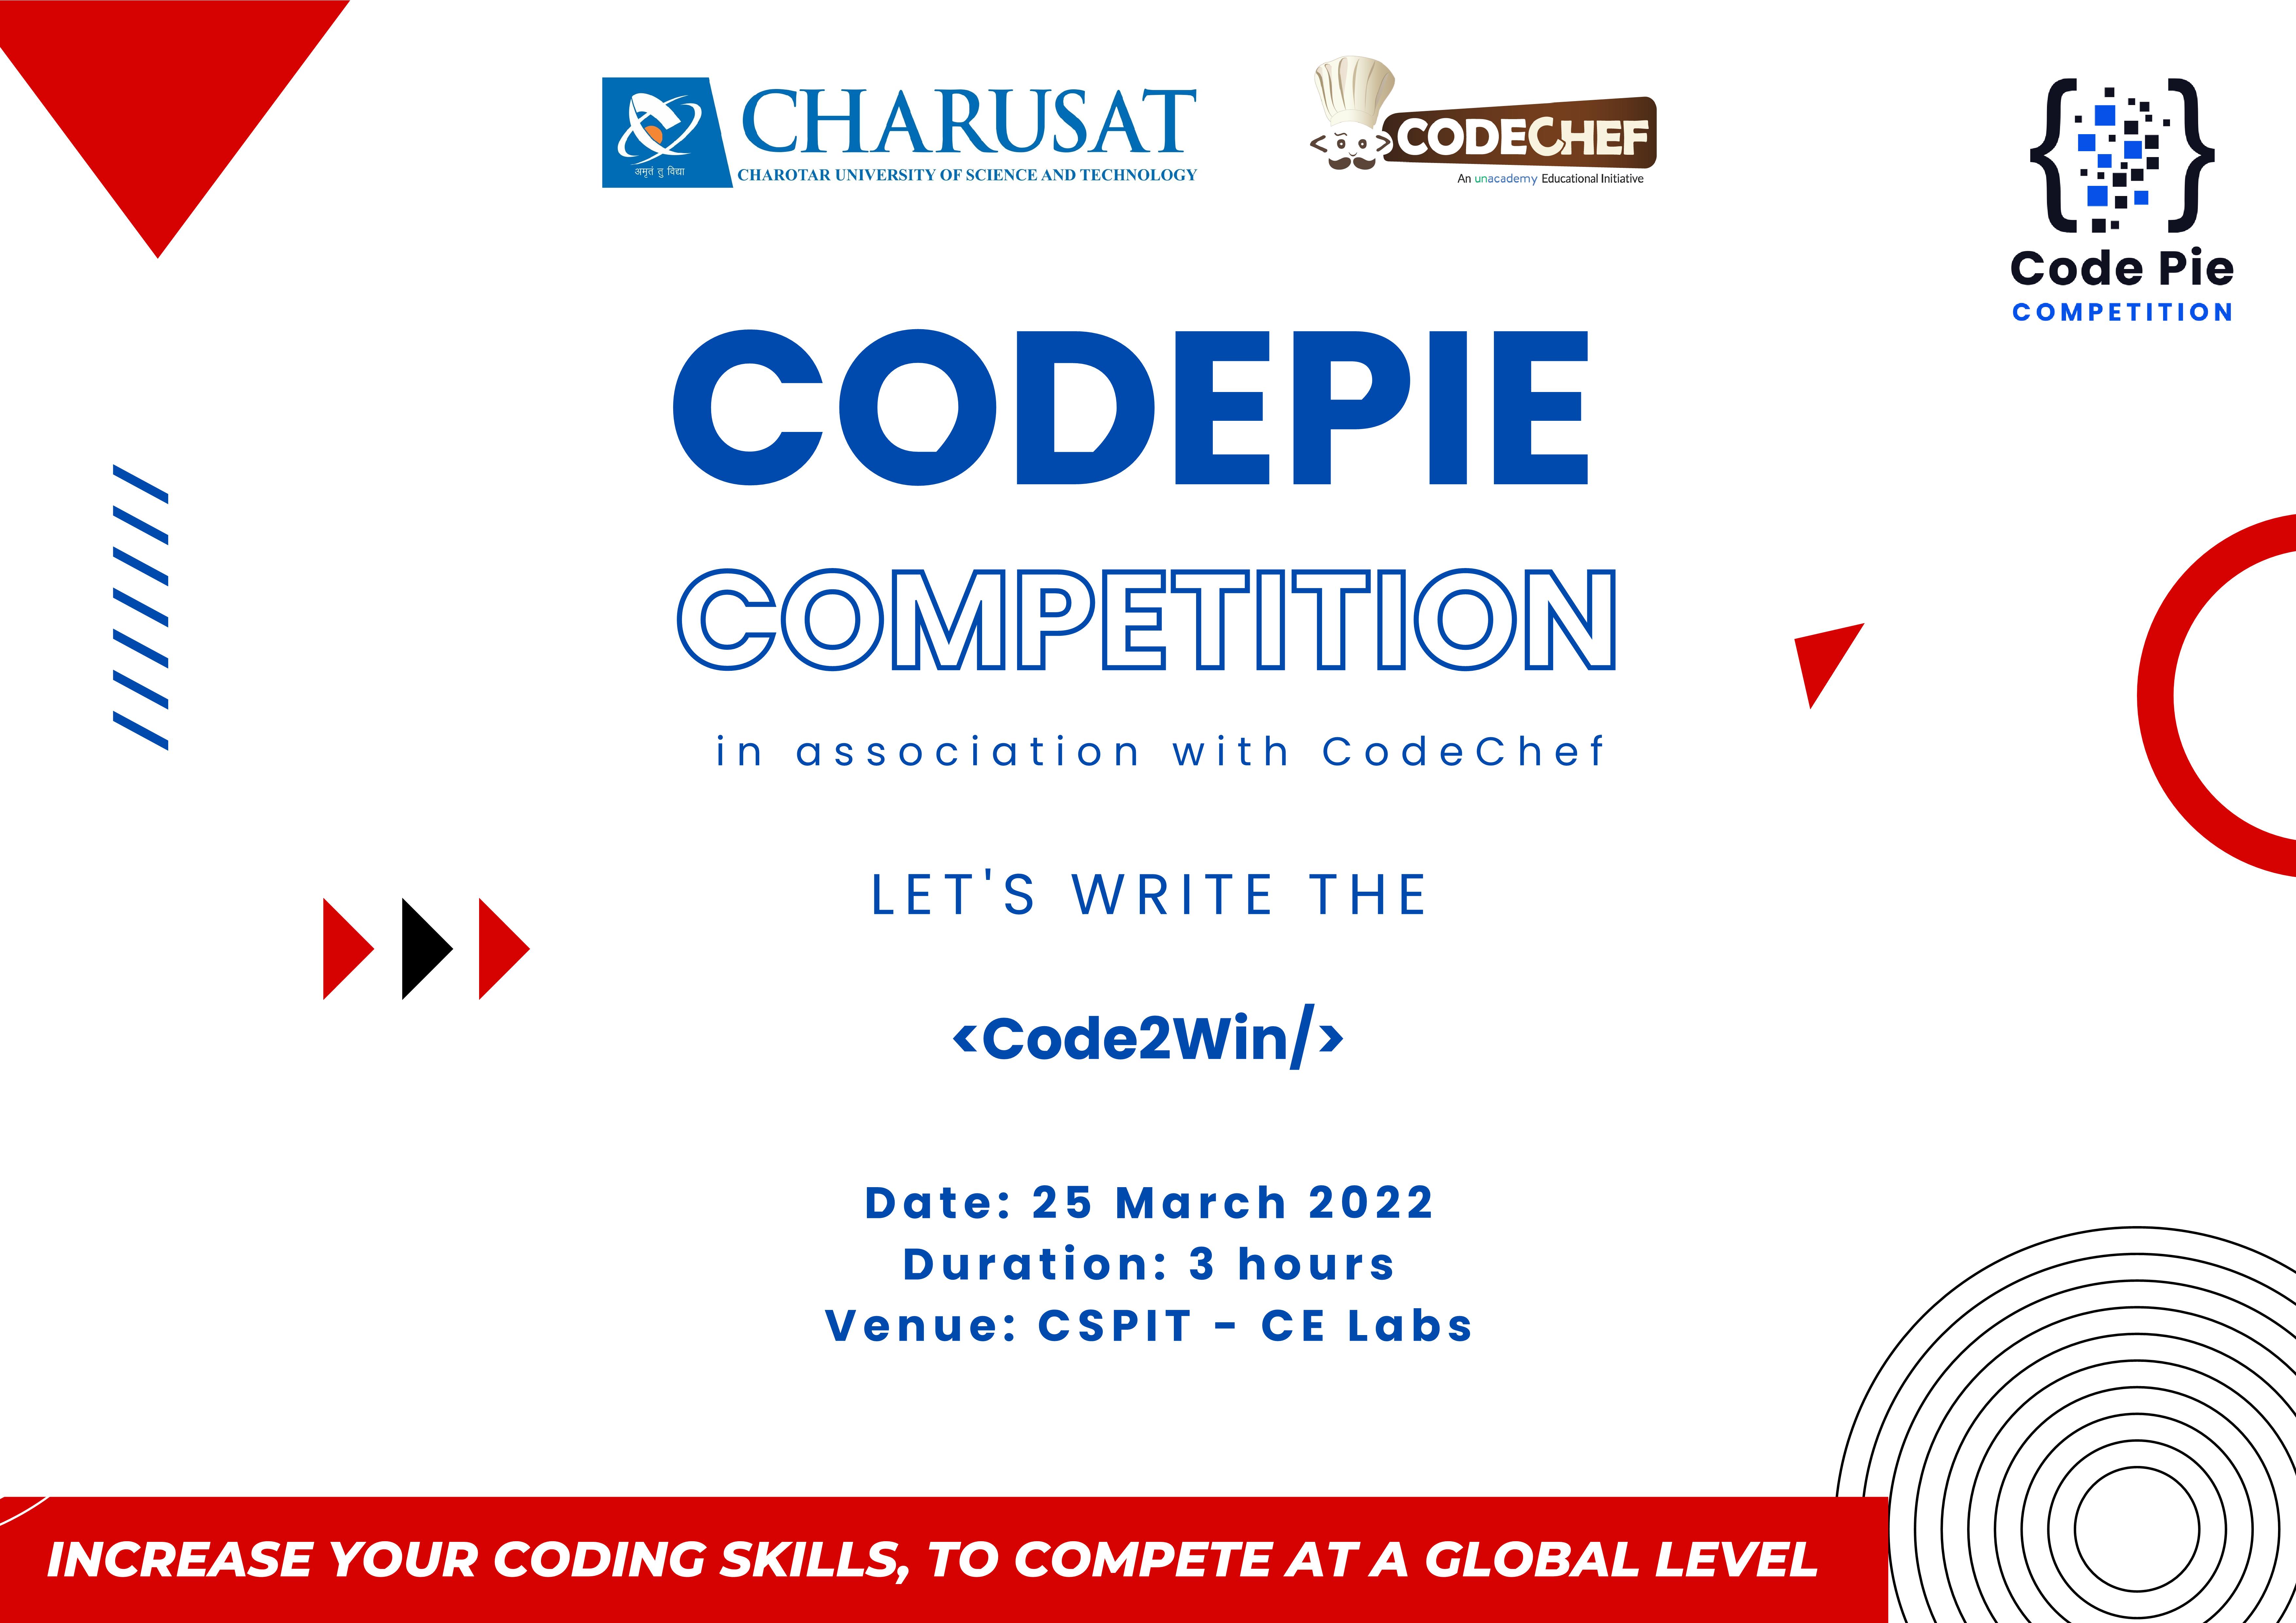 अमृतं तु विद्या
CHARUSAT
CHAROTAR UNIVERSITY OF SCIENCE AND TECHNOLOGY
CODECHEF
An unacademy Educational Initiative
Code Pie
COMPETITION
CODEPIE
COMPETITION
in association with CodeChef
LET'S WRITE THE
<Code2Win/>
Date: 25 March 2022
Duration: 3 hours
Venue: CSPIT - CE Labs
INCREASE YOUR CODING SKILLS, TO COMPETE AT A GLOBAL LEVEL